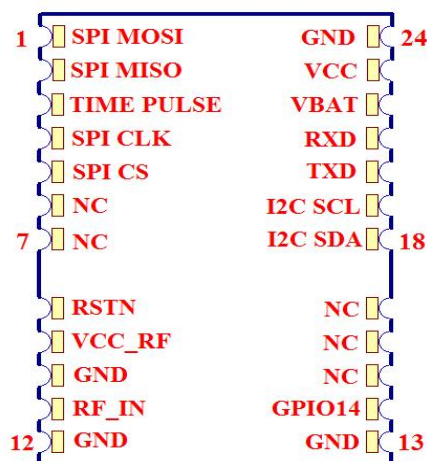 1 SPI MOSI GND 24
SPI MISO VCC
TIME PULSE VBAT
SPI CLK RXD
SPI CS TXD
NC I2C SCL
7 NC I2C SDA 18
RSTN NC
VCC_RF NC
GND NC
RF_IN GPIO14
12 GND GND 13